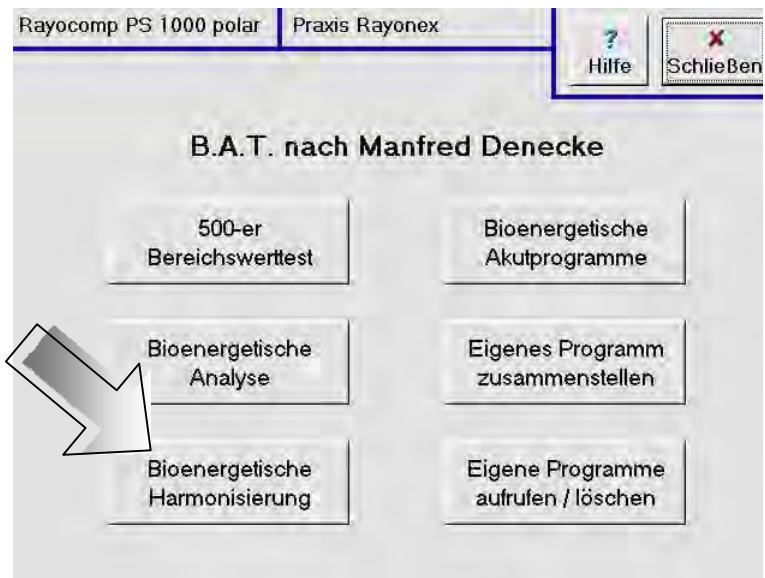 Rayocomp PS 1000 polar
Praxis Rayonex
?
Hilfe
X
Schließen
B.A.T. nach Manfred Denecke
500-er
Bereichswerttest
Bioenergetische
Akutprogramme
Bioenergetische
Analyse
Eigenes Programm
zusammenstellen
Bioenergetische
Harmonisierung
Eigene Programme
aufrufen / löschen